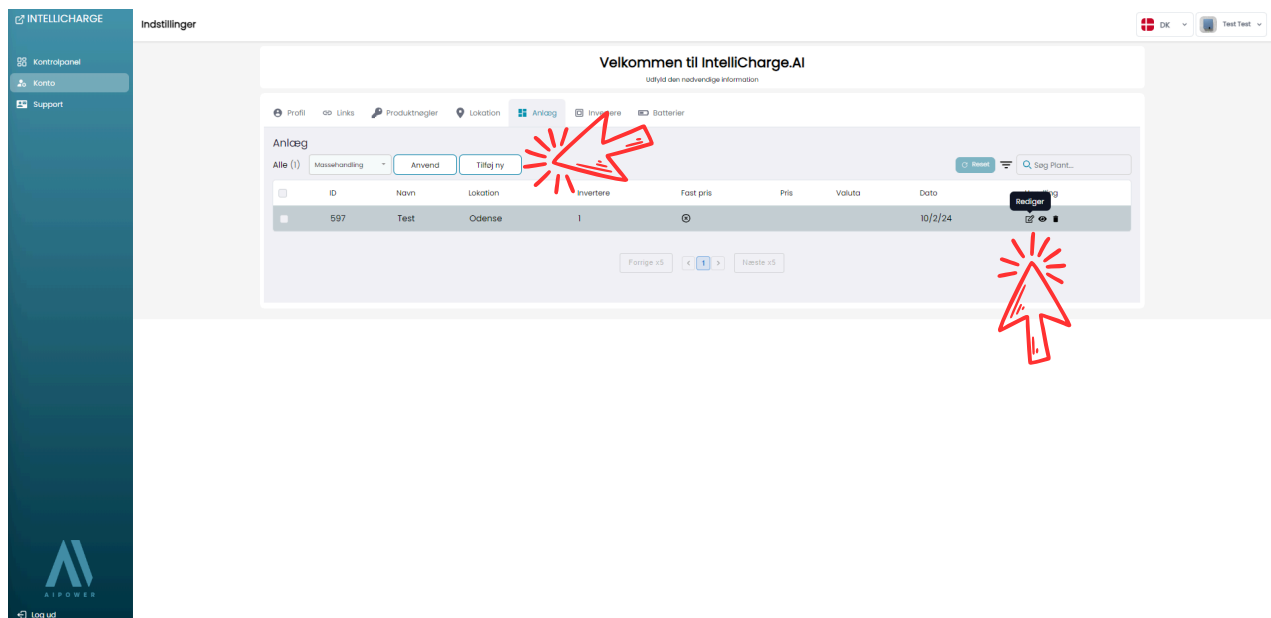 INTELLICHARGE
Indstillinger
DK
Test Test
Kontrolpanel
Konto
Support
Velkommen til IntelliCharge.AI
Udfyld den nødvendige information
Profil
Links
Produktnøgler
Lokation
Anlæg
Invertere
Batterier
Anlæg
Alle (1)
Massehandling
Anvend
Tilføj ny
Reset
Søg Plant...
ID
Navn
Lokation
Invertere
Fast pris
Pris
Valuta
Dato
Rediger
597
Test
Odense
1
10/2/24
Forrige x5
1
Næste x5
AIPOWER
Log ud